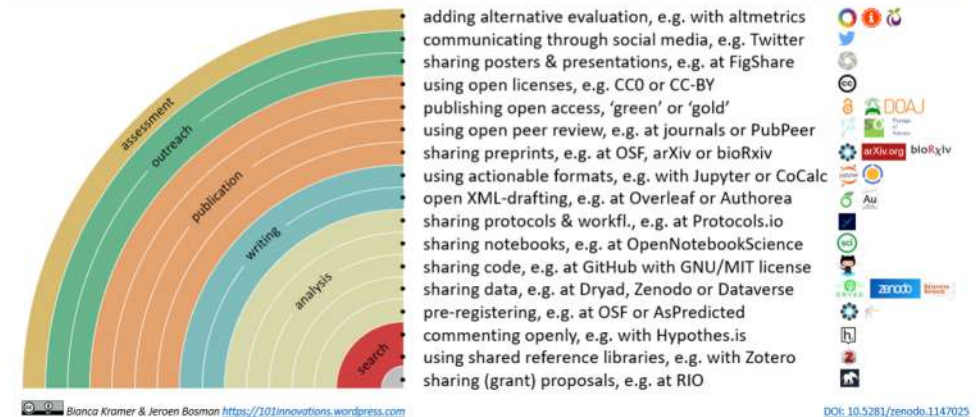 adding alternative evaluation, e.g. with altmetrics
communicating through social media, e.g. Twitter
sharing posters & presentations, e.g. at FigShare
using open licenses, e.g. CC0 or CC-BY
publishing open access, ‘green’ or ‘gold’
using open peer review, e.g. at journals or PubPeer
sharing preprints, e.g. at OSF, arXiv or bioRxiv
using actionable formats, e.g. with Jupyter or CoCalc
open XML-drafting, e.g. at Overleaf or Authorea
sharing protocols & workfl., e.g. at Protocols.io
sharing notebooks, e.g. at OpenNotebookScience
sharing code, e.g. at GitHub with GNU/MIT license
sharing data, e.g. at Dryad, Zenodo or Dataverse
pre-registering, e.g. at OSF or AsPredicted
commenting openly, e.g. with Hypothes.is
using shared reference libraries, e.g. with Zotero
sharing (grant) proposals, e.g. at RIO
assessment
outreach
publication
writing
analysis
search
cc
DOAJ
arXiv.org bioRχiv
jupyter
Au
sci
DRYAD zenodo
h.
Z
Bianca Kramer & Jeroen Bosman https://101innovations.wordpress.com
DOI: 10.5281/zenodo.1147025